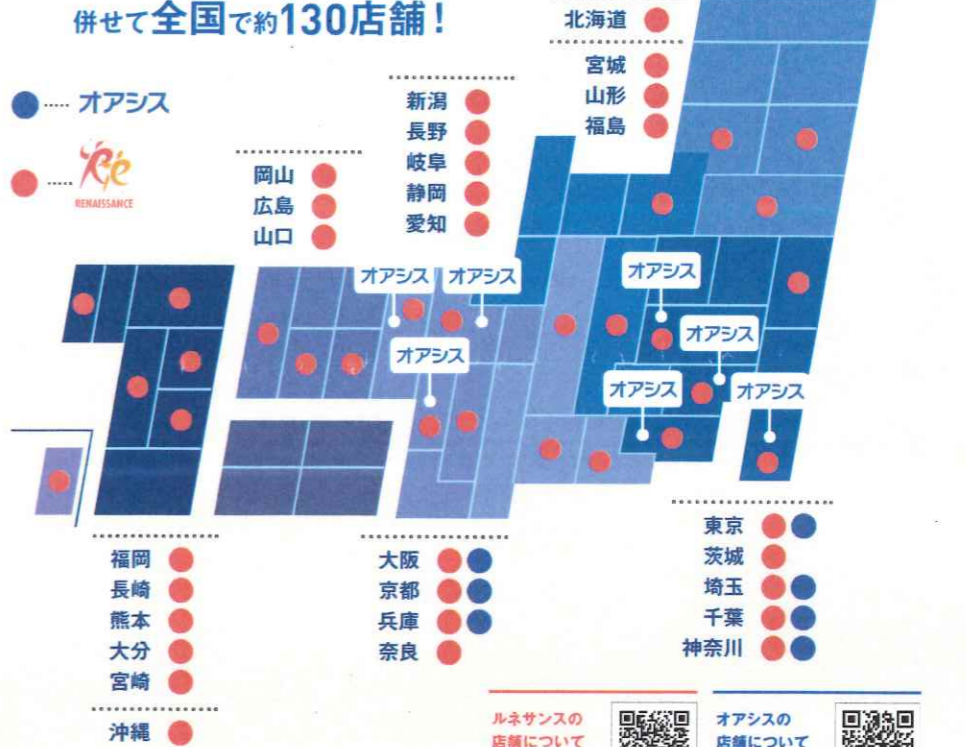 併せて全国で約130店舗！
オアシス
Re
RENAISSANCE
北海道
宮城
山形
福島
新潟
長野
岐阜
静岡
愛知
岡山
広島
山口
オアシス
オアシス
オアシス
オアシス
オアシス
オアシス
オアシス
福岡
長崎
熊本
大分
宮崎
沖縄
大阪
京都
兵庫
奈良
東京
茨城
埼玉
千葉
神奈川
ルネサンスの
店舗について
オアシスの
店舗について